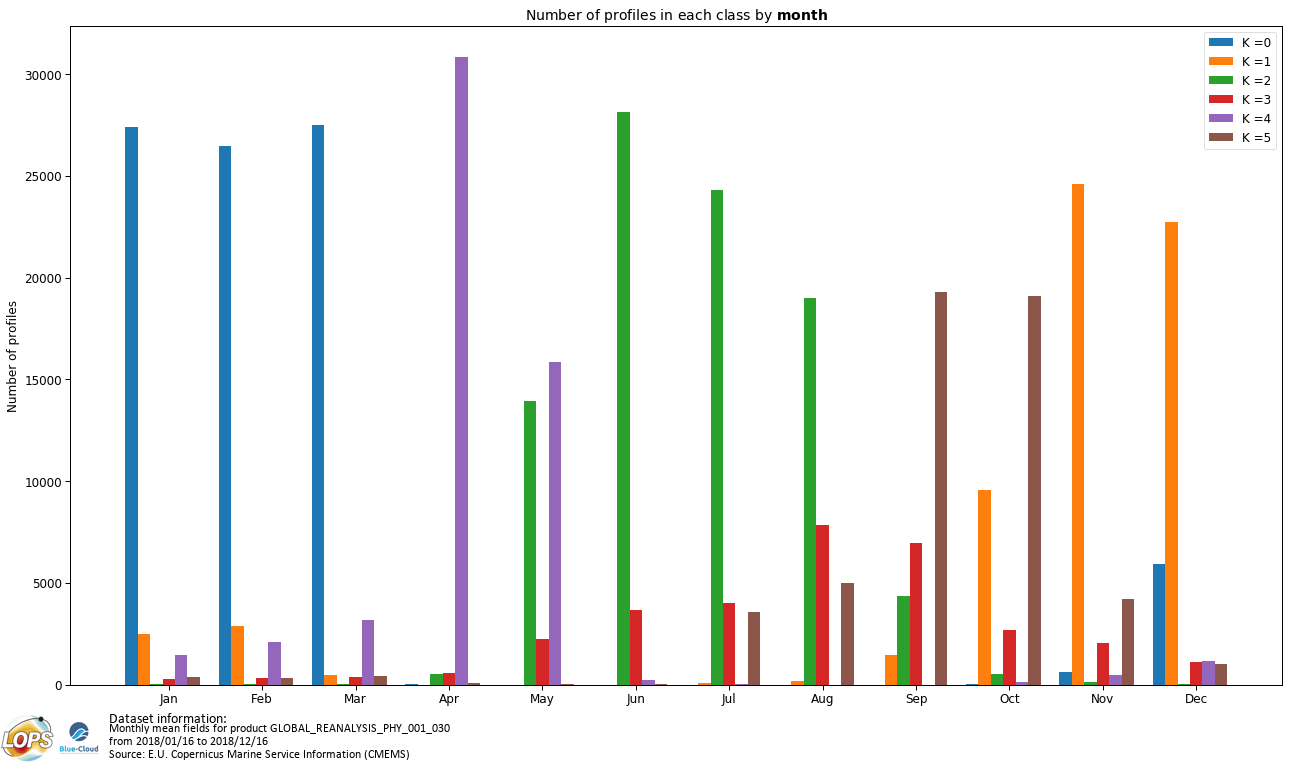 Number of profiles in each class by month
K =0
K =1
K =2
K =3
K =4
K =5
Number of profiles
30000
25000
20000
15000
10000
5000
0
Jan Feb Mar Apr May Jun Jul Aug Sep Oct Nov Dec
LOPS
Blue-Cloud
Dataset information:
Monthly mean fields for product GLOBAL_REANALYSIS_PHY_001_030
from 2018/01/16 to 2018/12/16
Source: E.U. Copernicus Marine Service Information (CMEMS)